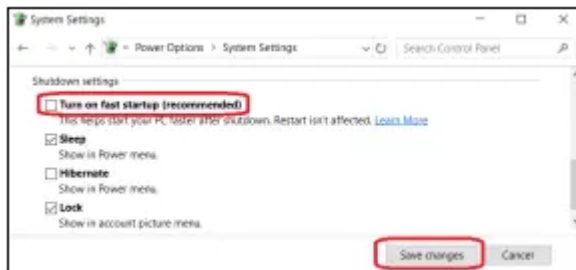 System Settings
Power Options > System Settings
Search Control Panel
Shutdown settings
Turn on fast startup (recommended)
This helps start your PC faster after shutdown. Restart isn't affected. Learn More
Sleep
Show in Power menu.
Hibernate
Show in Power menu.
Lock
Show in account picture menu.
Save changes Cancel